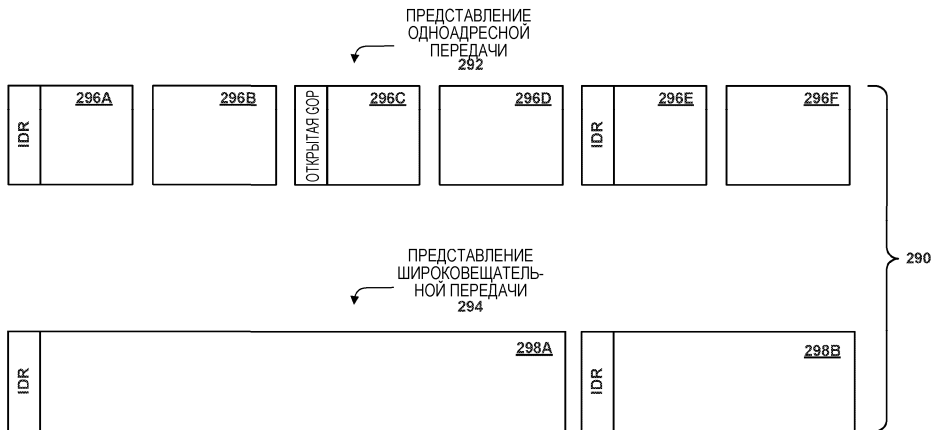 ПРЕДСТАВЛЕНИЕ
ОДНОАДРЕСНОЙ
ПЕРЕДАЧИ
292
IDR
296A
296B
ОТКРЫТАЯ GOP
296C
296D
IDR
296E
296F
290
ПРЕДСТАВЛЕНИЕ
ШИРОКОВЕЩАТЕЛЬ-
НОЙ ПЕРЕДАЧИ
294
IDR
298A
IDR
298B